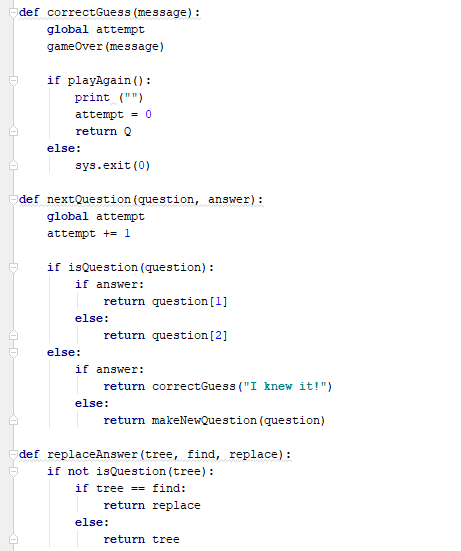 def correctGuess(message):
    global attempt
    gameOver(message)

    if playAgain():
        print ("")
        attempt = 0
        return Q
    else:
        sys.exit(0)

def nextQuestion(question, answer):
    global attempt
    attempt += 1

    if isQuestion(question):
        if answer:
            return question[1]
        else:
            return question[2]
    else:
        if answer:
            return correctGuess("I knew it!")
        else:
            return makeNewQuestion(question)

def replaceAnswer(tree, find, replace):
    if not isQuestion(tree):
        if tree == find:
            return replace
        else:
            return tree